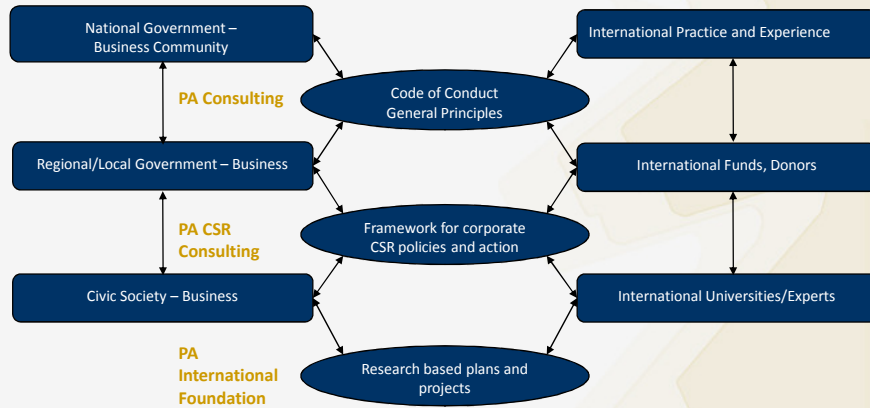 National Government –
Business Community
International Practice and Experience
PA Consulting
Code of Conduct
General Principles
Regional/Local Government – Business
International Funds, Donors
PA CSR
Consulting
Framework for corporate
CSR policies and action
Civic Society – Business
International Universities/Experts
PA
International
Foundation
Research based plans and
projects